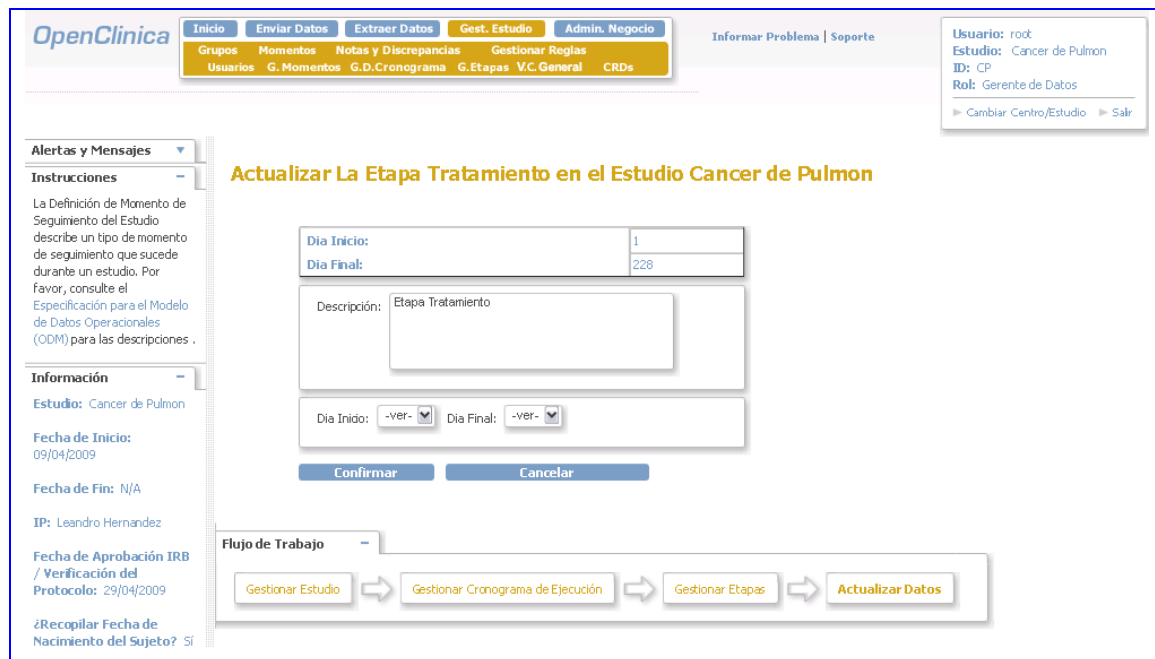 OpenClinica
Inicio Enviar Datos Extraer Datos Gest. Estudio Admin. Negocio
Grupos Momentos Notas y Discrepancias Gestionar Reglas
Usuarios G. Momentos G.D.Cronograma G.Etapas V.C. General CRDs
Informar Problema | Soporte
Usuario: root
Estudio: Cancer de Pulmon
ID: CP
Rol: Gerente de Datos
Cambiar Centro/Estudio Salir
Alertas y Mensajes
Instrucciones
La Definición de Momento de
Seguimiento del Estudio
describe un tipo de momento
de seguimiento que sucede
durante un estudio. Por
favor, consulte el
Especificación para el Modelo
de Datos Operacionales
(ODM) para las descripciones .
Información
Estudio: Cancer de Pulmon
Fecha de Inicio:
09/04/2009
Fecha de Fin: N/A
IP: Leandro Hernandez
Fecha de Aprobación IRB
/ Verificación del
Protocolo: 29/04/2009
¿Recopilar Fecha de
Nacimiento del Sujeto? Sí
Actualizar La Etapa Tratamiento en el Estudio Cancer de Pulmon
Dia Inicio: 1
Dia Final: 228
Descripción: Etapa Tratamiento
Dia Inicio: -ver- Dia Final: -ver-
Confirmar Cancelar
Flujo de Trabajo
Gestionar Estudio Gestionar Cronograma de Ejecución Gestionar Etapas Actualizar Datos